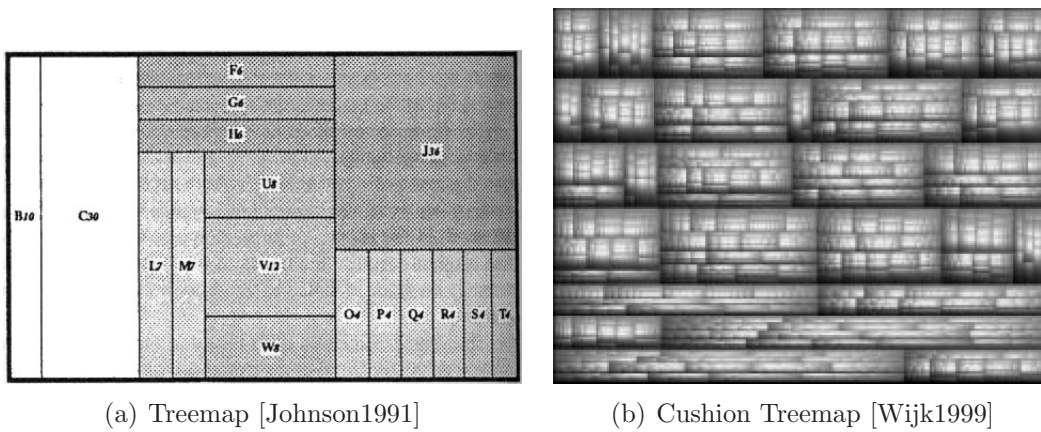 F6
G6
H6
J36
U8
B10 C30
L7 M7 V12
O4 P4 Q4 R4 S4 T4
W8
(a) Treemap [Johnson1991]
(b) Cushion Treemap [Wijk1999]